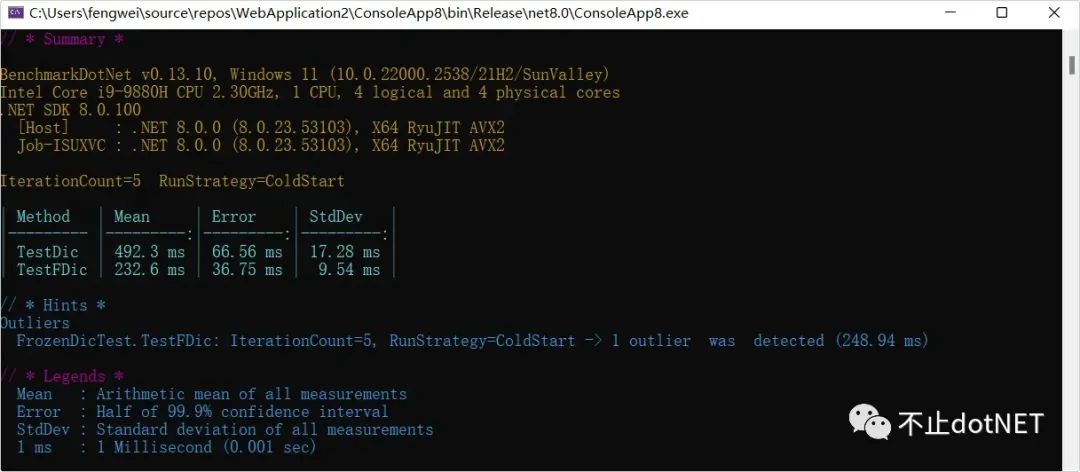 C:\Users\fengwei\source\repos\WebApplication2\ConsoleApp8\bin\Release\net8.0\ConsoleApp8.exe
// * Summary *
BenchmarkDotNet v0.13.10, Windows 11 (10.0.22000.2538/21H2/SunValley)
Intel Core i9-9880H CPU 2.30GHz, 1 CPU, 4 logical and 4 physical cores
.NET SDK 8.0.100
[Host]     : .NET 8.0.0 (8.0.23.53103), X64 RyuJIT AVX2
Job-ISUXVC : .NET 8.0.0 (8.0.23.53103), X64 RyuJIT AVX2
IterationCount=5  RunStrategy=ColdStart
| Method   | Mean     | Error    | StdDev   |
|--------- |---------:|---------:|---------:|
| TestDic  | 492.3 ms | 66.56 ms | 17.28 ms |
| TestFDic | 232.6 ms | 36.75 ms |  9.54 ms |
// * Hints *
Outliers
FrozenDicTest.TestFDic: IterationCount=5, RunStrategy=ColdStart -> 1 outlier  was  detected (248.94 ms)
// * Legends *
Mean   : Arithmetic mean of all measurements
Error  : Half of 99.9% confidence interval
StdDev : Standard deviation of all measurements
1 ms   : 1 Millisecond (0.001 sec)
不止dotNET